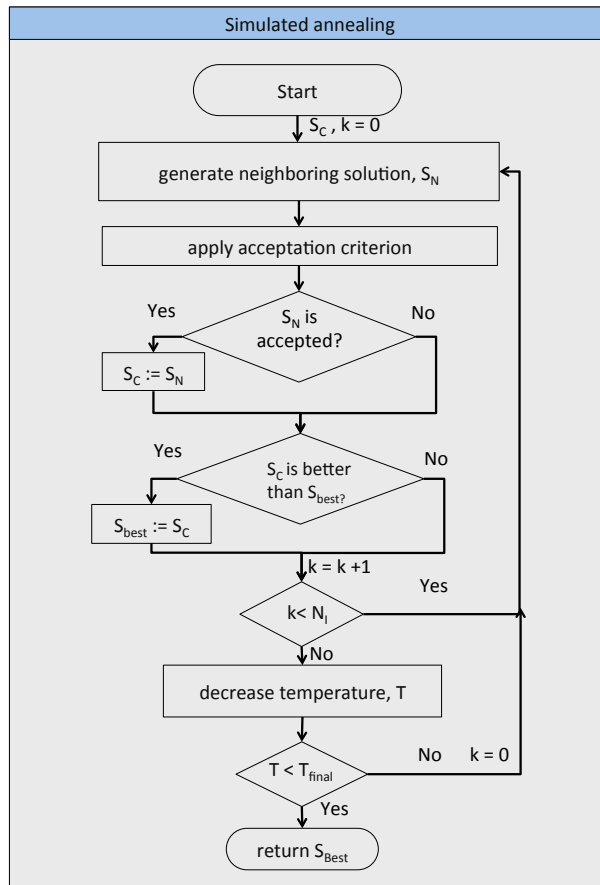 Simulated annealing
Start
S_C , k = 0
generate neighboring solution, S_N
apply acceptation criterion
Yes
S_N is
accepted?
No
S_C := S_N
Yes
S_C is better
than S_best?
No
S_best := S_C
k = k +1
Yes
k< N_I
No
decrease temperature, T
T < T_final
No k = 0
Yes
return S_Best